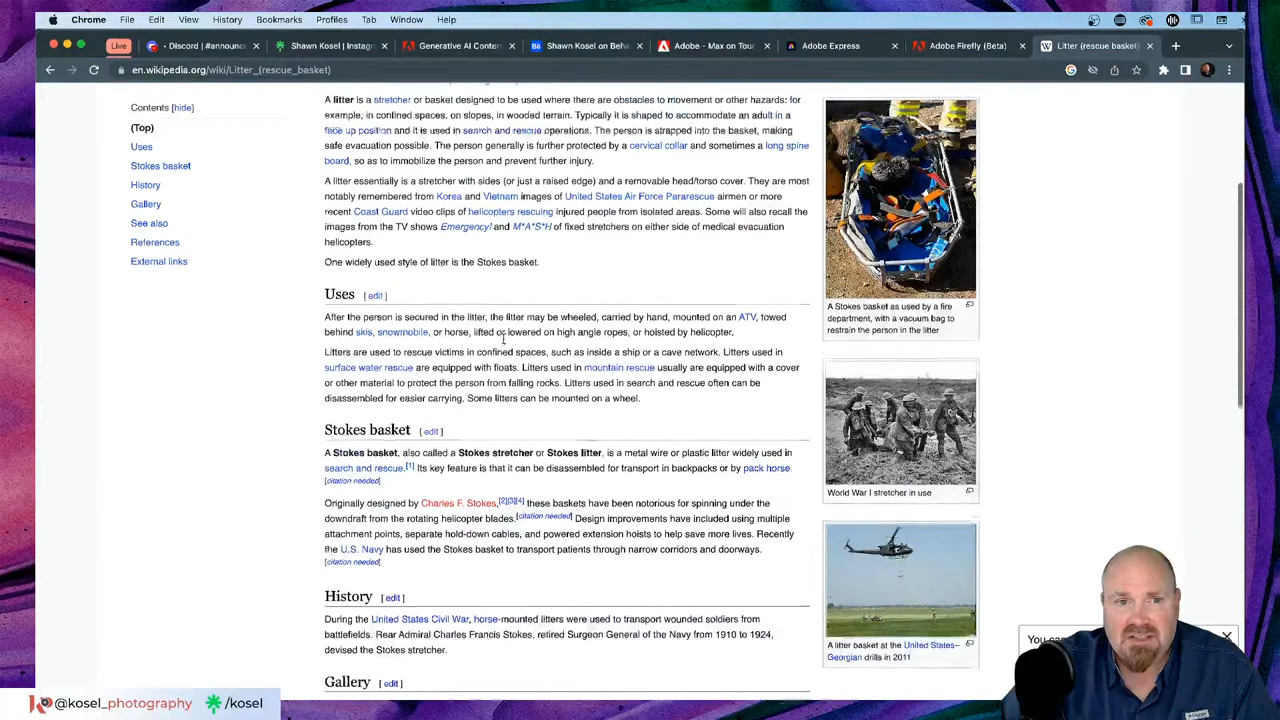 Chrome File Edit View History Bookmarks Profiles Tab Window Help
Live
Discord | #announc
Shawn Kosel | Instagr
Generative AI Conten
Shawn Kosel on Beha
Adobe - Max on Tour
Adobe Express
Adobe Firefly (Beta)
Litter (rescue basket)
en.wikipedia.org/wiki/Litter_(rescue_basket)
Contents [hide]
(Top)
Uses
Stokes basket
History
Gallery
See also
References
External links
A litter is a stretcher or basket designed to be used where there are obstacles to movement or other hazards: for
example, in confined spaces, on slopes, in wooded terrain. Typically it is shaped to accommodate an adult in a
face up position and it is used in search and rescue operations. The person is strapped into the basket, making
safe evacuation possible. The person generally is further protected by a cervical collar and sometimes a long spine
board, so as to immobilize the person and prevent further injury.
A litter essentially is a stretcher with sides (or just a raised edge) and a removable head/torso cover. They are most
notably remembered from Korea and Vietnam images of United States Air Force Pararescue airmen or more
recent Coast Guard video clips of helicopters rescuing injured people from isolated areas. Some will also recall the
images from the TV shows Emergency! and M*A*S*H of fixed stretchers on either side of medical evacuation
helicopters.
One widely used style of litter is the Stokes basket.
Uses [ edit ]
After the person is secured in the litter, the litter may be wheeled, carried by hand, mounted on an ATV, towed
behind skis, snowmobile, or horse, lifted or lowered on high angle ropes, or hoisted by helicopter.
Litters are used to rescue victims in confined spaces, such as inside a ship or a cave network. Litters used in
surface water rescue are equipped with floats. Litters used in mountain rescue usually are equipped with a cover
or other material to protect the person from falling rocks. Litters used in search and rescue often can be
disassembled for easier carrying. Some litters can be mounted on a wheel.
Stokes basket [ edit ]
A Stokes basket, also called a Stokes stretcher or Stokes litter, is a metal wire or plastic litter widely used in
search and rescue.[1] Its key feature is that it can be disassembled for transport in backpacks or by pack horse.
[citation needed]
Originally designed by Charles F. Stokes,[2][3][4] these baskets have been notorious for spinning under the
downdraft from the rotating helicopter blades.[citation needed] Design improvements have included using multiple
attachment points, separate hold-down cables, and powered extension hoists to help save more lives. Recently
the U.S. Navy has used the Stokes basket to transport patients through narrow corridors and doorways.
[citation needed]
History [ edit ]
During the United States Civil War, horse-mounted litters were used to transport wounded soldiers from
battlefields. Rear Admiral Charles Francis Stokes, retired Surgeon General of the Navy from 1910 to 1924,
devised the Stokes stretcher.
Gallery [ edit ]
A Stokes basket as used by a fire
department, with a vacuum bag to
restrain the person in the litter
World War I stretcher in use
A litter basket at the United States–
Georgian drills in 2011
You ca
@kosel_photography /kosel